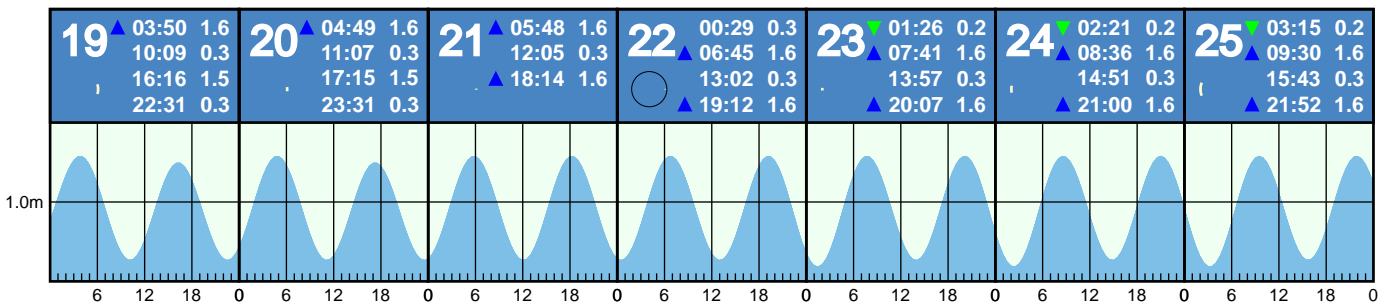 19 ▲ 03:50 1.6
10:09 0.3
16:16 1.5
22:31 0.3
20 ▲ 04:49 1.6
11:07 0.3
17:15 1.5
23:31 0.3
21 ▲ 05:48 1.6
12:05 0.3
▲ 18:14 1.6
22 00:29 0.3
▲ 06:45 1.6
13:02 0.3
▲ 19:12 1.6
23 ▼ 01:26 0.2
▲ 07:41 1.6
13:57 0.3
▲ 20:07 1.6
24 ▼ 02:21 0.2
▲ 08:36 1.6
14:51 0.3
▲ 21:00 1.6
25 ▼ 03:15 0.2
▲ 09:30 1.6
15:43 0.3
▲ 21:52 1.6
1.0m
6 12 18 0 6 12 18 0 6 12 18 0 6 12 18 0 6 12 18 0 6 12 18 0 6 12 18 0